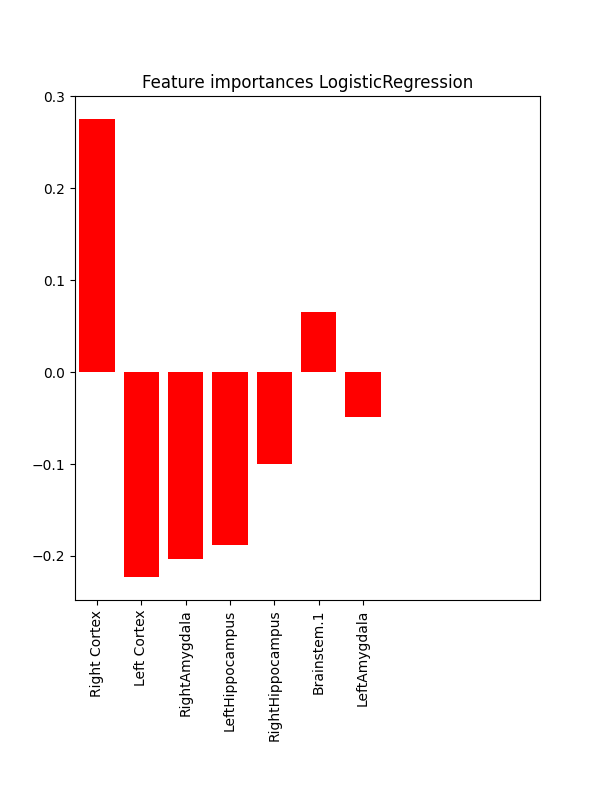 Feature importances LogisticRegression
0.3
0.2
0.1
0.0
−0.1
−0.2
Right Cortex
Left Cortex
RightAmygdala
LeftHippocampus
RightHippocampus
Brainstem.1
LeftAmygdala